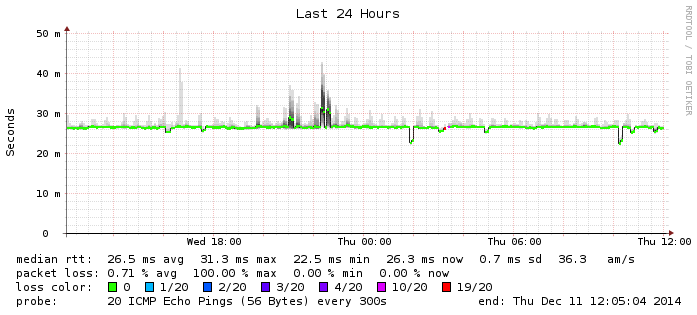 Last 24 Hours
RRDTOOL / TOBI OETIKER
Seconds
50 m
40 m
30 m
20 m
10 m
0
Wed 18:00 Thu 00:00 Thu 06:00 Thu 12:00
median rtt: 26.5 ms avg 31.3 ms max 22.5 ms min 26.3 ms now 0.7 ms sd 36.3 am/s
packet loss: 0.71 % avg 100.00 % max 0.00 % min 0.00 % now
loss color: 0 1/20 2/20 3/20 4/20 10/20 19/20
probe: 20 ICMP Echo Pings (56 Bytes) every 300s end: Thu Dec 11 12:05:04 2014